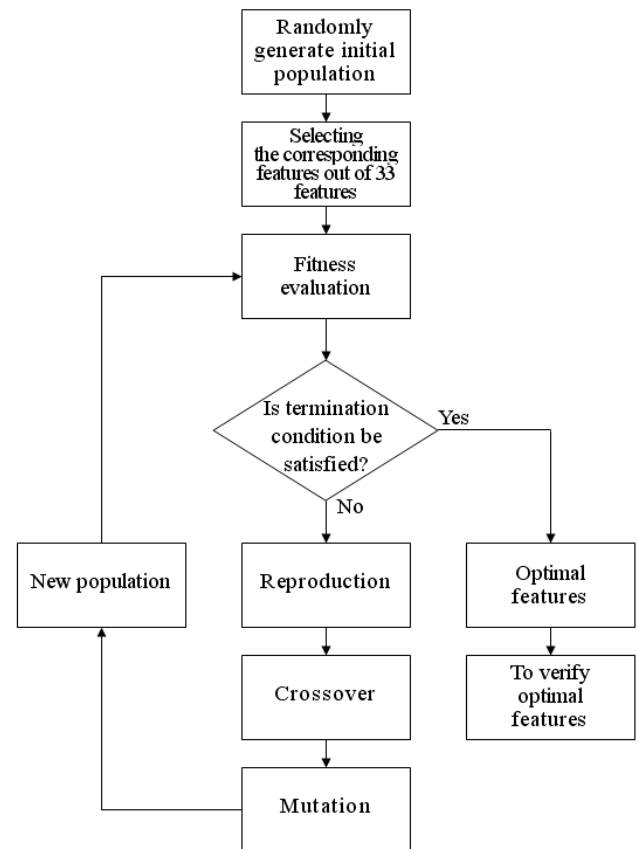 Randomly
generate initial
population
Selecting
the corresponding
features out of 33
features
Fitness
evaluation
Is termination
condition be
satisfied?
Yes
No
New population
Reproduction
Optimal
features
Crossover
To verify
optimal
features
Mutation